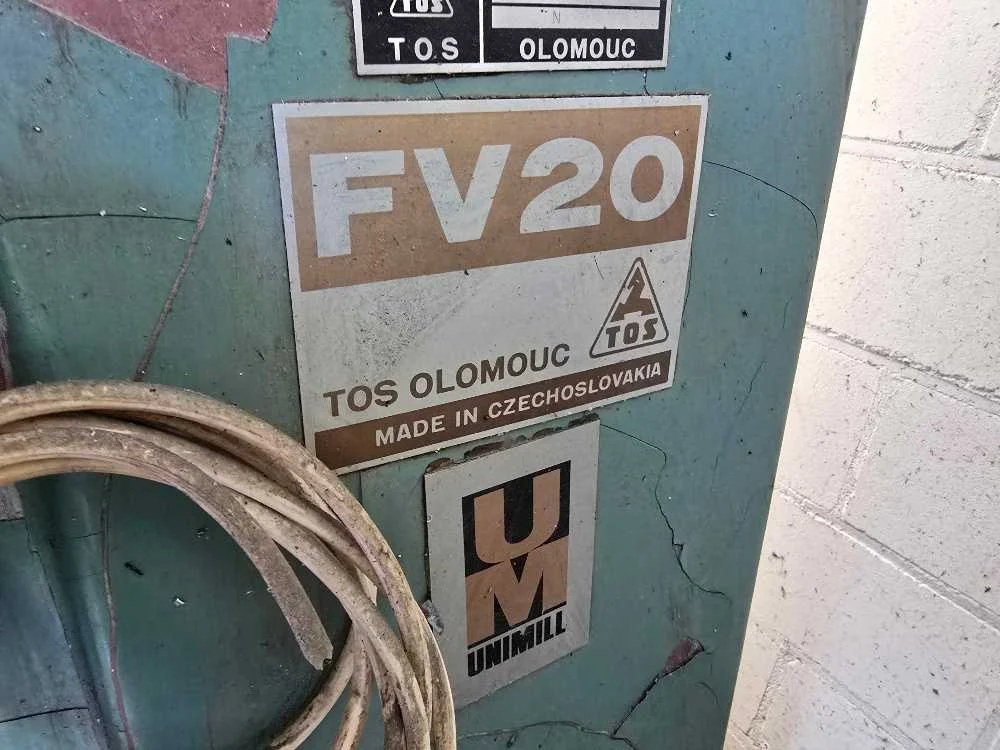 TOS
N
TOS
OLOMOUC
FV20
TOS
TOS OLOMOUC
MADE IN CZECHOSLOVAKIA
UM
UNIMILL